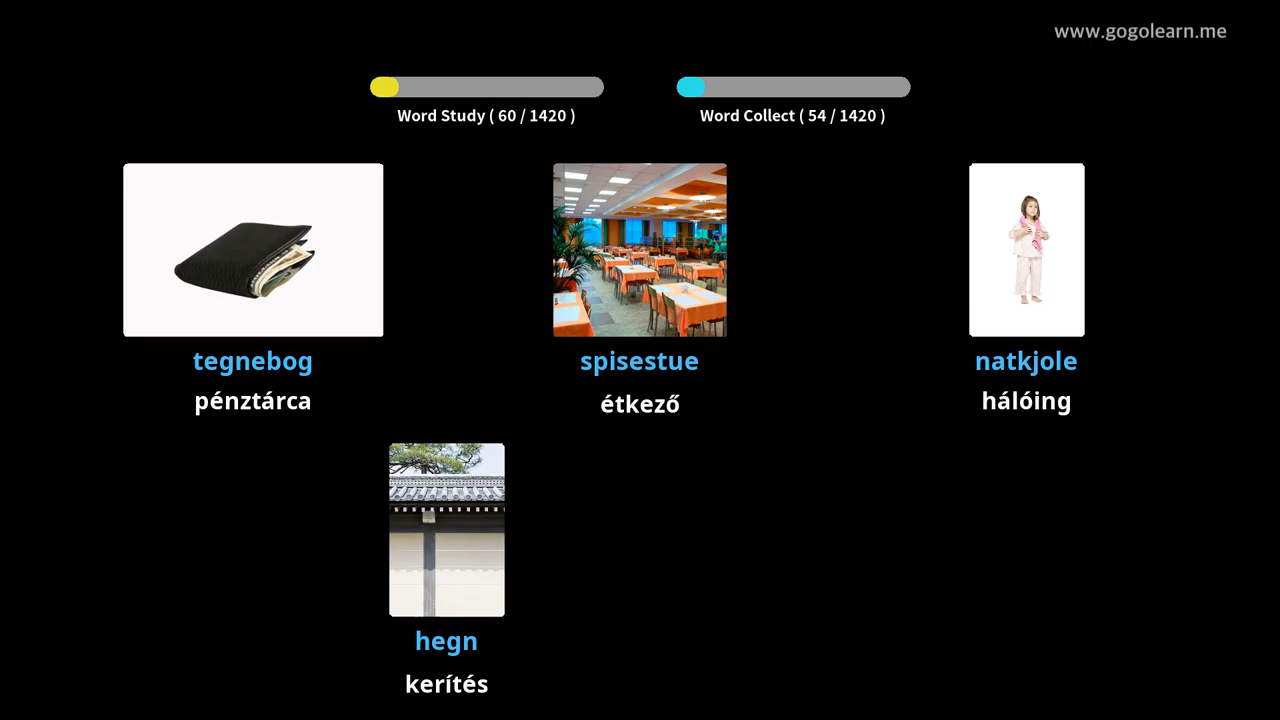 www.gogolearn.me
Word Study ( 60 / 1420 )
Word Collect ( 54 / 1420 )
tegnebog
pénztárca
spisestue
étkező
natkjole
hálóing
hegn
kerítés